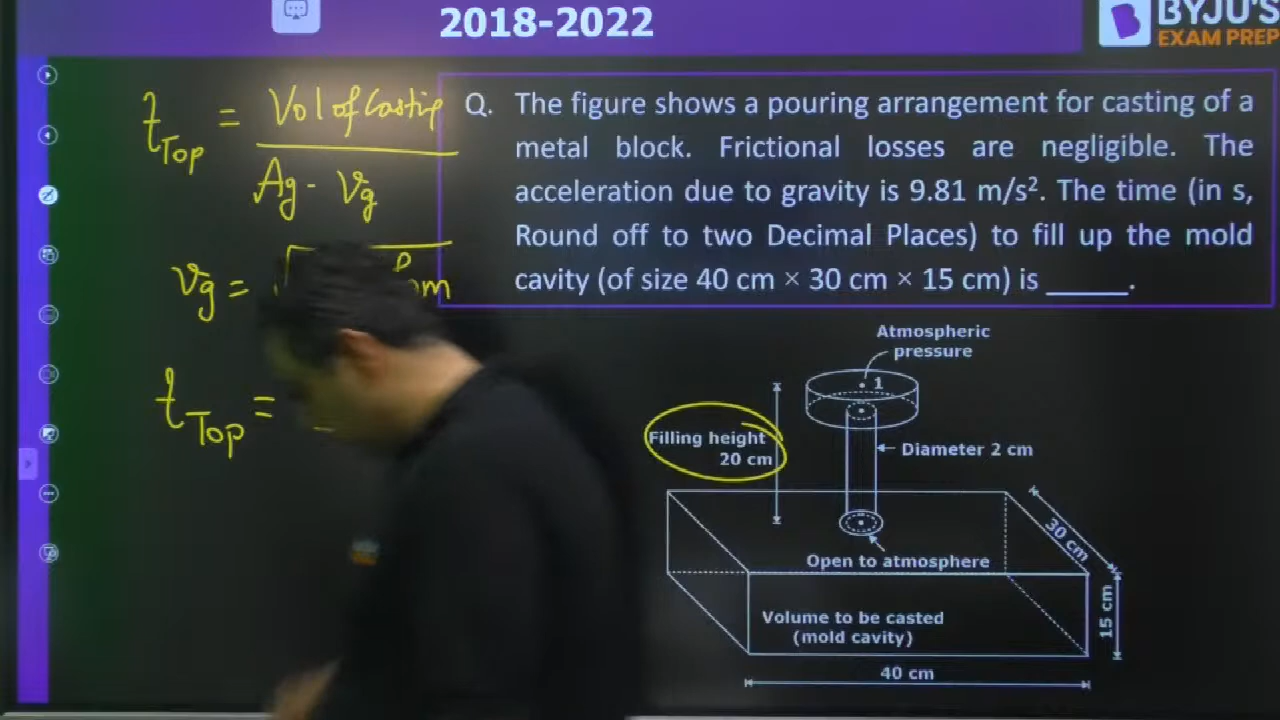 2018-2022
BYJU'S
EXAM PREP
t Top = Vol of Casting
Ag - Vg
Vg =
m
t Top =
Q. The figure shows a pouring arrangement for casting of a
metal block. Frictional losses are negligible. The
acceleration due to gravity is 9.81 m/s². The time (in s,
Round off to two Decimal Places) to fill up the mold
cavity (of size 40 cm × 30 cm × 15 cm) is _____.
Atmospheric
pressure
1
Filling height
20 cm
Diameter 2 cm
30 cm
Open to atmosphere
Volume to be casted
(mold cavity)
15 cm
40 cm